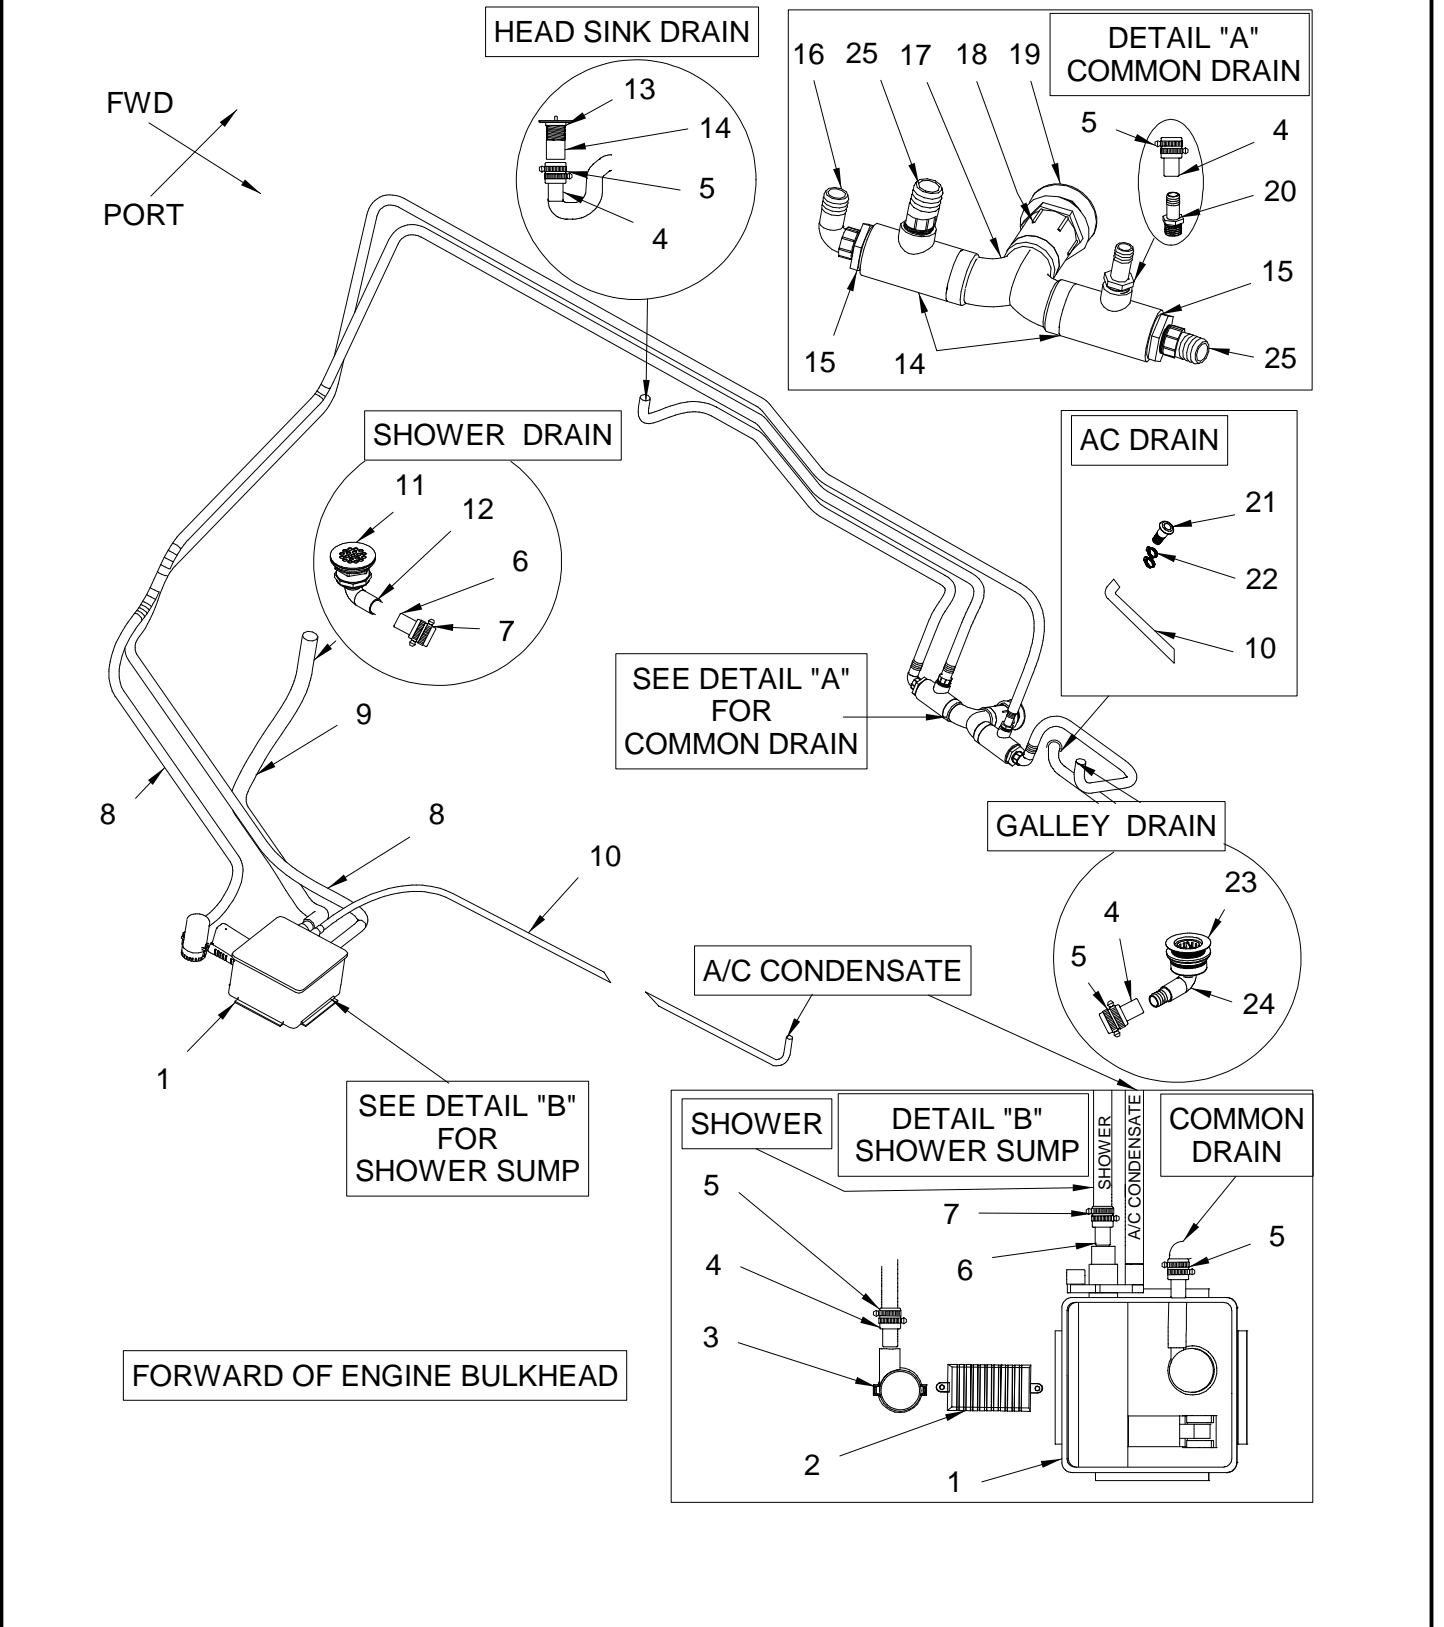 HEAD SINK DRAIN
DETAIL "A"
COMMON DRAIN
FWD
PORT
13
14
5
4
16
25
17
18
19
5
4
20
15
25
15
14
SHOWER DRAIN
11
12
6
7
AC DRAIN
21
22
10
SEE DETAIL "A"
FOR
COMMON DRAIN
9
8
8
10
GALLEY DRAIN
23
4
5
24
A/C CONDENSATE
1
SEE DETAIL "B"
FOR
SHOWER SUMP
SHOWER
DETAIL "B"
SHOWER SUMP
SHOWER
A/C CONDENSATE
COMMON
DRAIN
5
7
5
4
6
3
2
1
FORWARD OF ENGINE BULKHEAD